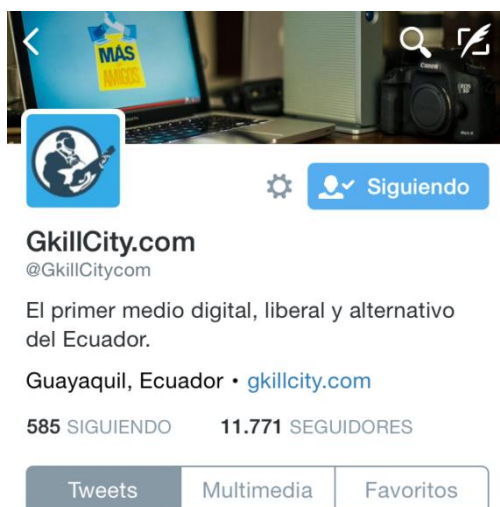 MÁS
AMIGOS
Canon
Siguiendo
GkillCity.com
@GkillCitycom
El primer medio digital, liberal y alternativo
del Ecuador.
Guayaquil, Ecuador • gkillcity.com
585 SIGUIENDO 11.771 SEGUIDORES
Tweets Multimedia Favoritos